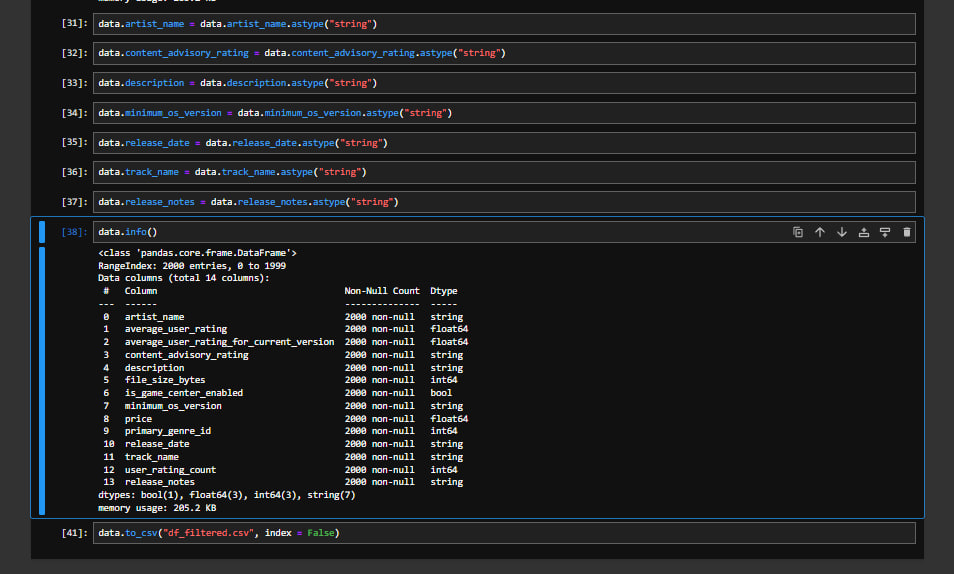 [31]: data.artist_name = data.artist_name.astype("string")
[32]: data.content_advisory_rating = data.content_advisory_rating.astype("string")
[33]: data.description = data.description.astype("string")
[34]: data.minimum_os_version = data.minimum_os_version.astype("string")
[35]: data.release_date = data.release_date.astype("string")
[36]: data.track_name = data.track_name.astype("string")
[37]: data.release_notes = data.release_notes.astype("string")
[38]: data.info()
<class 'pandas.core.frame.DataFrame'>
RangeIndex: 2000 entries, 0 to 1999
Data columns (total 14 columns):
# Column Non-Null Count Dtype
--- ------ -------------- -----
0 artist_name 2000 non-null string
1 average_user_rating 2000 non-null float64
2 average_user_rating_for_current_version 2000 non-null float64
3 content_advisory_rating 2000 non-null string
4 description 2000 non-null string
5 file_size_bytes 2000 non-null int64
6 is_game_center_enabled 2000 non-null bool
7 minimum_os_version 2000 non-null string
8 price 2000 non-null float64
9 primary_genre_id 2000 non-null int64
10 release_date 2000 non-null string
11 track_name 2000 non-null string
12 user_rating_count 2000 non-null int64
13 release_notes 2000 non-null string
dtypes: bool(1), float64(3), int64(3), string(7)
memory usage: 205.2 KB
[41]: data.to_csv("df_filtered.csv", index = False)